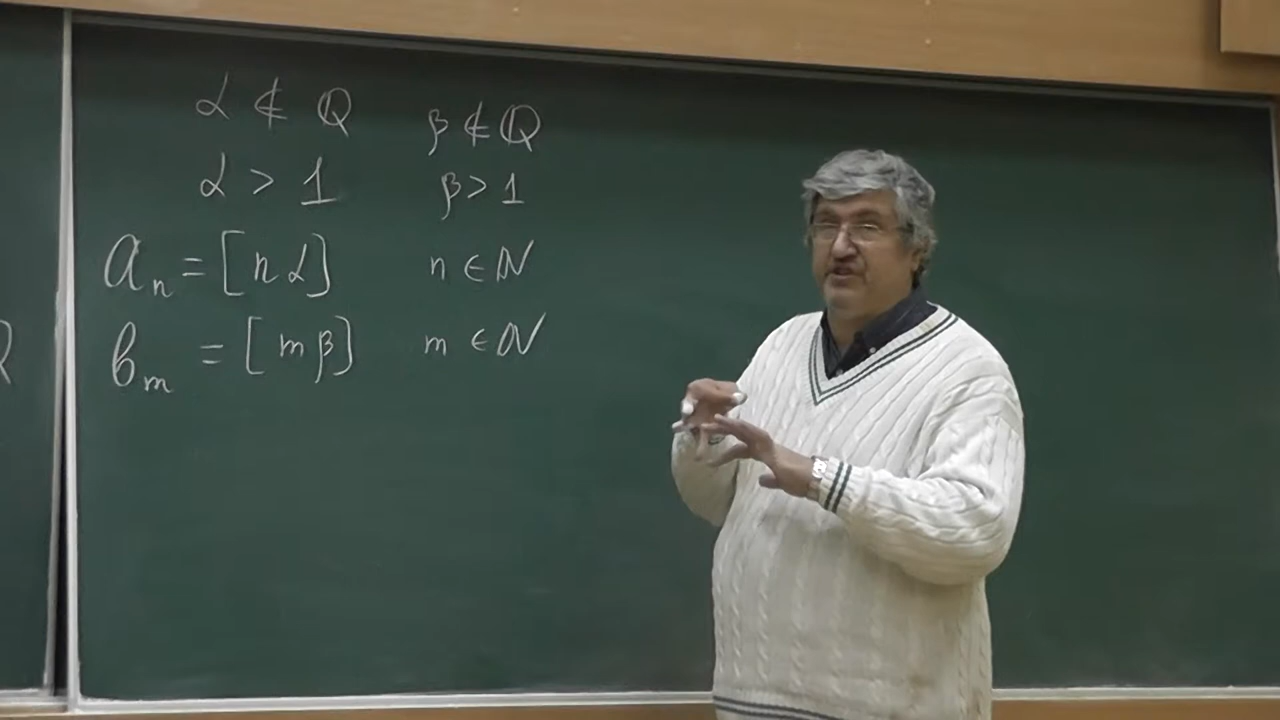 α ∉ ℚ β ∉ ℚ
α > 1 β > 1
aₙ = [nα] n ∈ ℕ
bₘ = [mβ] m ∈ ℕ